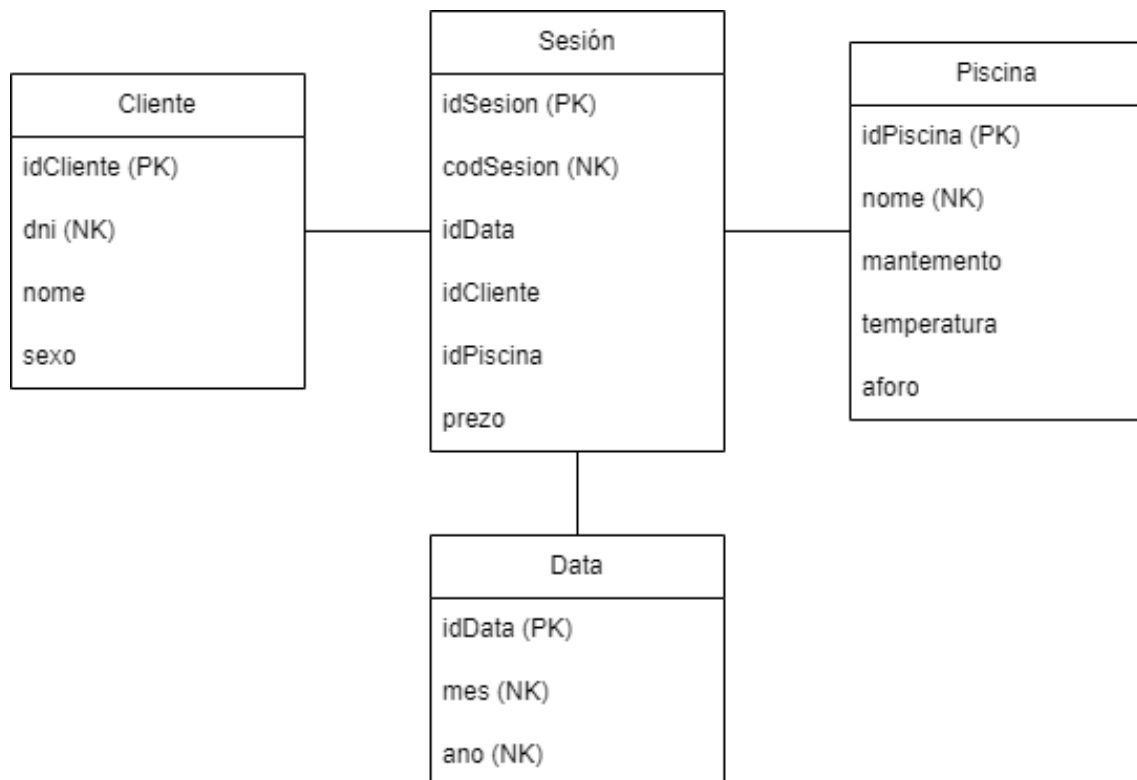 Cliente
idCliente (PK)
dni (NK)
nome
sexo
Sesión
idSesion (PK)
codSesion (NK)
idData
idCliente
idPiscina
prezo
Piscina
idPiscina (PK)
nome (NK)
mantemento
temperatura
aforo
Data
idData (PK)
mes (NK)
ano (NK)